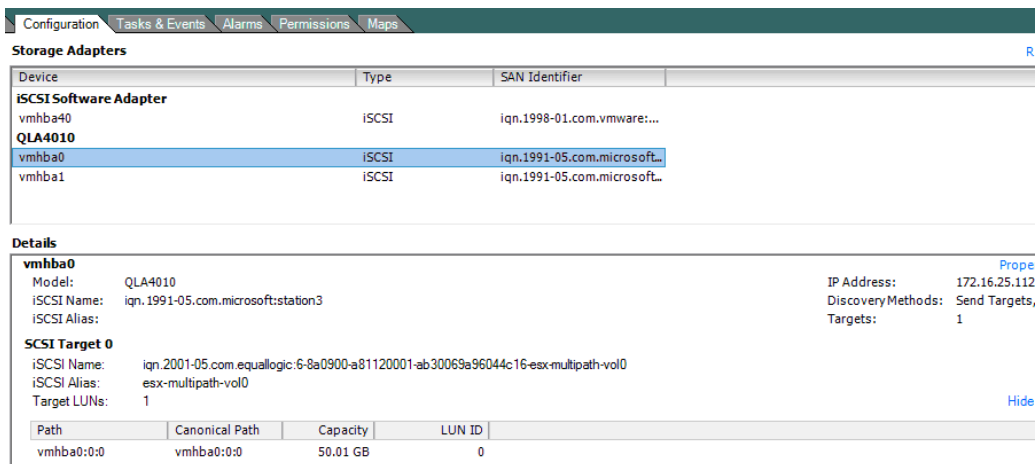 Configuration Tasks & Events Alarms Permissions Maps
Storage Adapters R
Device Type SAN Identifier
iSCSI Software Adapter
vmhba40 iSCSI iqn.1998-01.com.vmware:...
QLA4010
vmhba0 iSCSI iqn.1991-05.com.microsoft...
vmhba1 iSCSI iqn.1991-05.com.microsoft...
Details
vmhba0 Prope
Model: QLA4010 IP Address: 172.16.25.112
iSCSI Name: iqn.1991-05.com.microsoft:station3 Discovery Methods: Send Targets,
iSCSI Alias: Targets: 1
SCSI Target 0
iSCSI Name: iqn.2001-05.com.equallogic:6-8a0900-a81120001-ab30069a96044c16-esx-multipath-vol0
iSCSI Alias: esx-multipath-vol0
Target LUNs: 1 Hide
Path Canonical Path Capacity LUN ID
vmhba0:0:0 vmhba0:0:0 50.01 GB 0